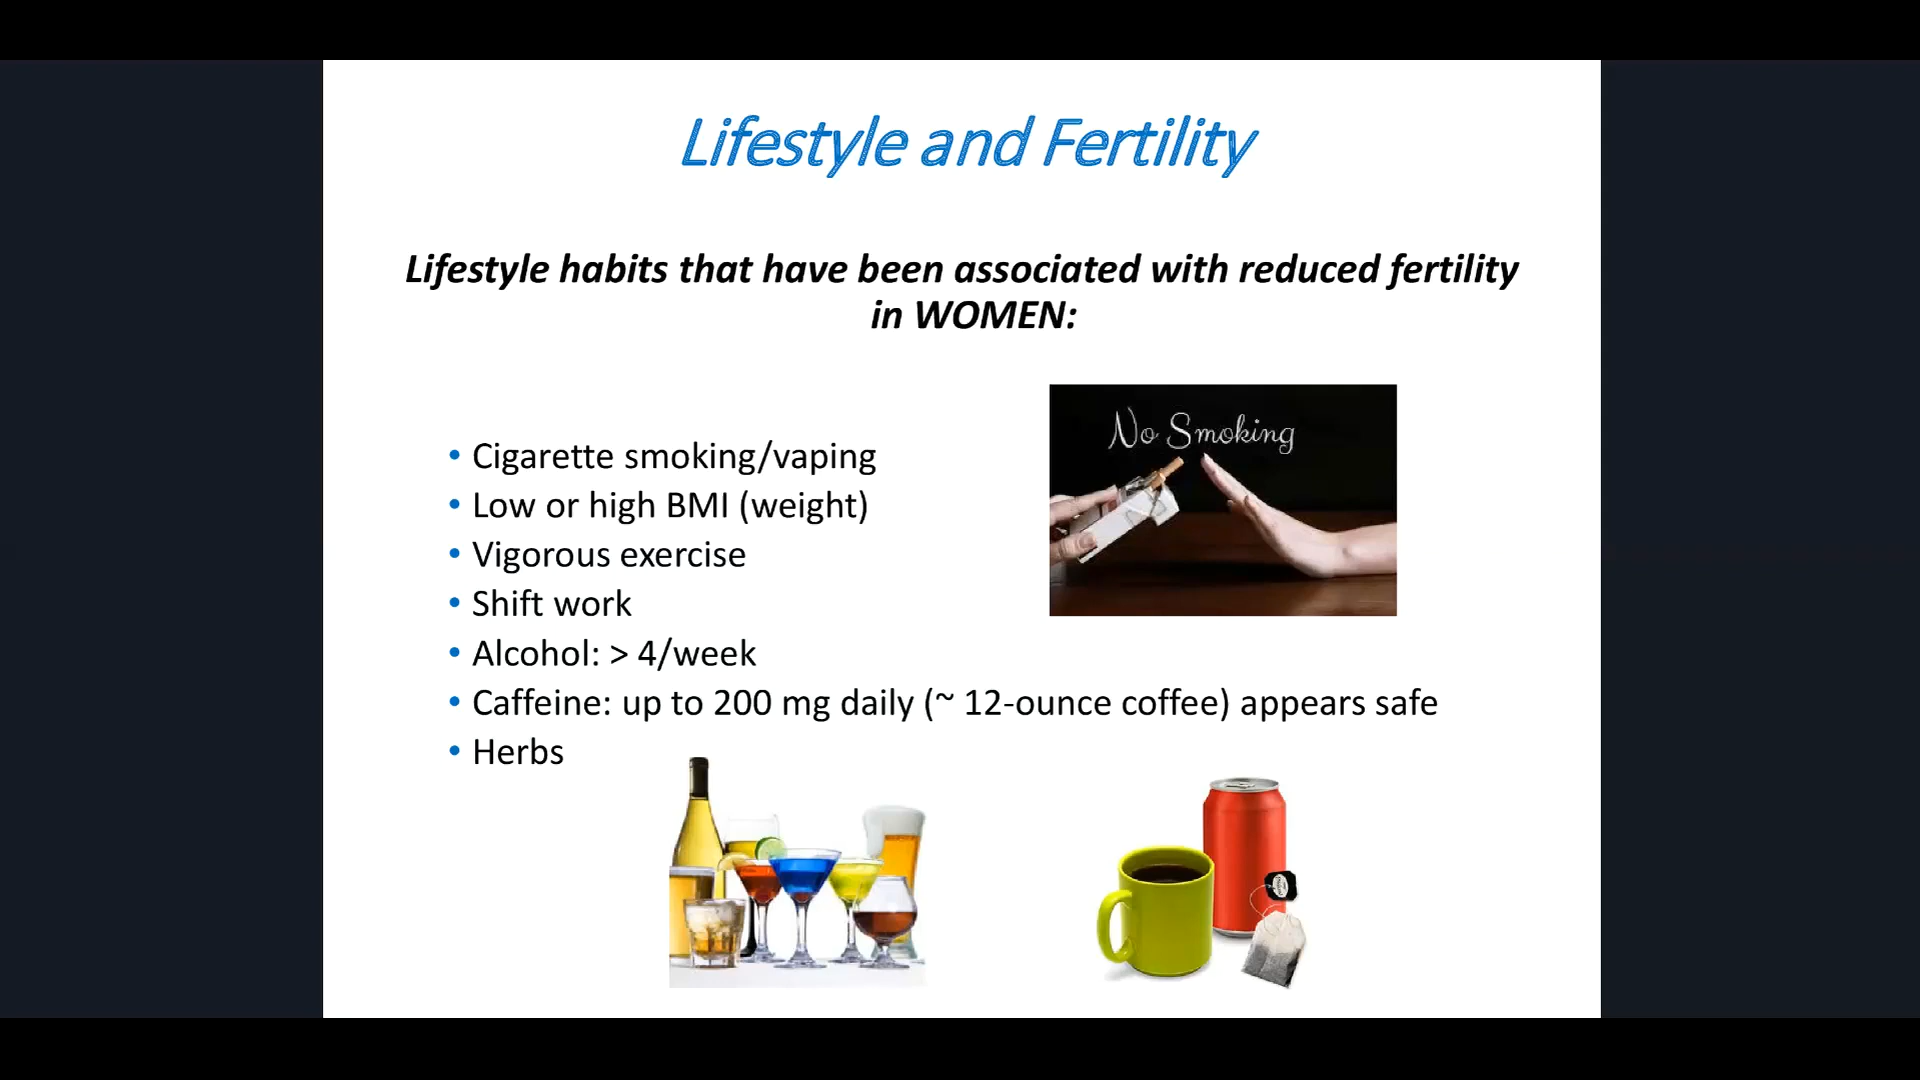 Lifestyle and Fertility
Lifestyle habits that have been associated with reduced fertility
in WOMEN:
No Smoking
• Cigarette smoking/vaping
• Low or high BMI (weight)
• Vigorous exercise
• Shift work
• Alcohol: > 4/week
• Caffeine: up to 200 mg daily (~ 12-ounce coffee) appears safe
• Herbs